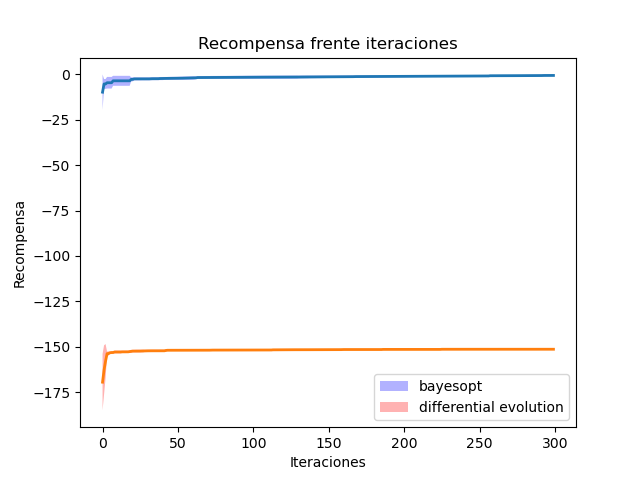 Recompensa frente iteraciones
0
−25
−50
−75
−100
−125
−150
−175
Recompensa
bayesopt
differential evolution
0 50 100 150 200 250 300
Iteraciones